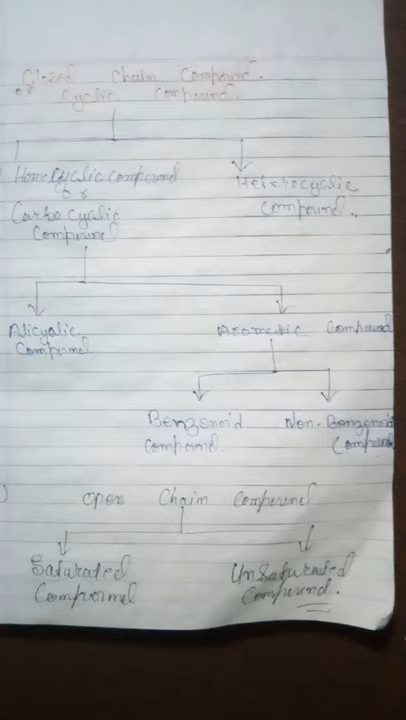 Closed Chain Compound.
or Cyclic Compound.
Homocyclic compound
or
Carbocyclic
Compound
Heterocyclic
Compound.
Alicyclic
Compound
Aromatic Compound
Benzenoid
Compound.
Non-Benzenoid
Compound
Open Chain Compound
Saturated
Compound
UnSaturated
Compound.